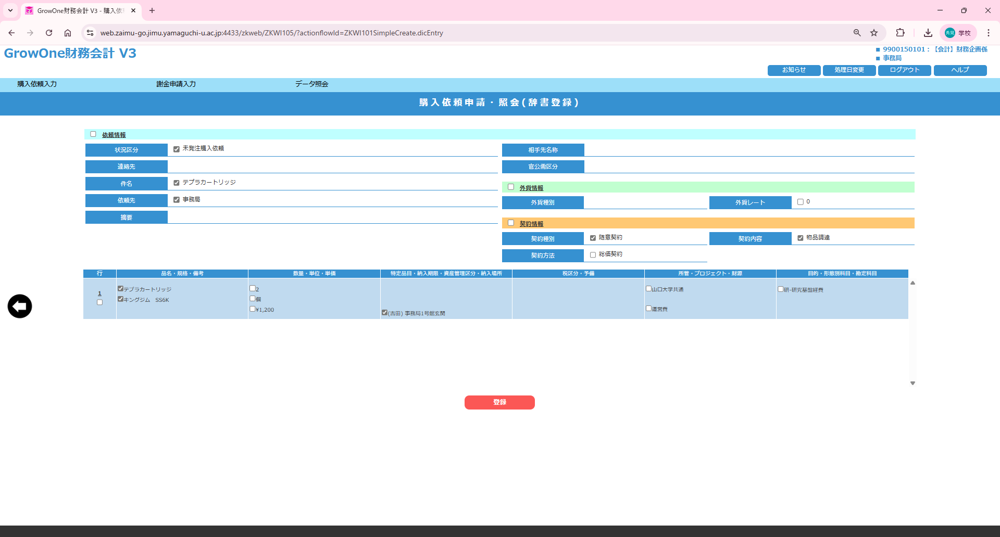 GrowOne財務会計 V3 - 購入依
web.zaimu-go.jimu.yamaguchi-u.ac.jp:4433/zkweb/ZKWI105/?actionflowId=ZKWI101SimpleCreate.dicEntry
秀晃 学校
GrowOne財務会計 V3
9900150101：【会計】財務企画係
事務局
お知らせ 処理日変更 ログアウト ヘルプ
購入依頼入力 謝金申請入力 データ照会
購入依頼申請・照会(辞書登録)
依頼情報
状況区分 未発注購入依頼
連絡先
件名 テプラカートリッジ
依頼先 事務局
摘要
相手先名称
官公需区分
外貨情報
外貨種別 外貨レート 0
契約情報
契約種別 随意契約 契約内容 物品調達
契約方法 総価契約
行 品名・規格・備考 数量・単位・単価 特定品目・納入期限・資産管理区分・納入場所 税区分・予備 所管・プロジェクト・財源 目的・形態別科目・勘定科目
1
テプラカートリッジ
キングジム　SS6K
2
個
¥1,200
(吉田) 事務局1号館玄関
山口大学共通
運営費
研-研究基盤経費
登録